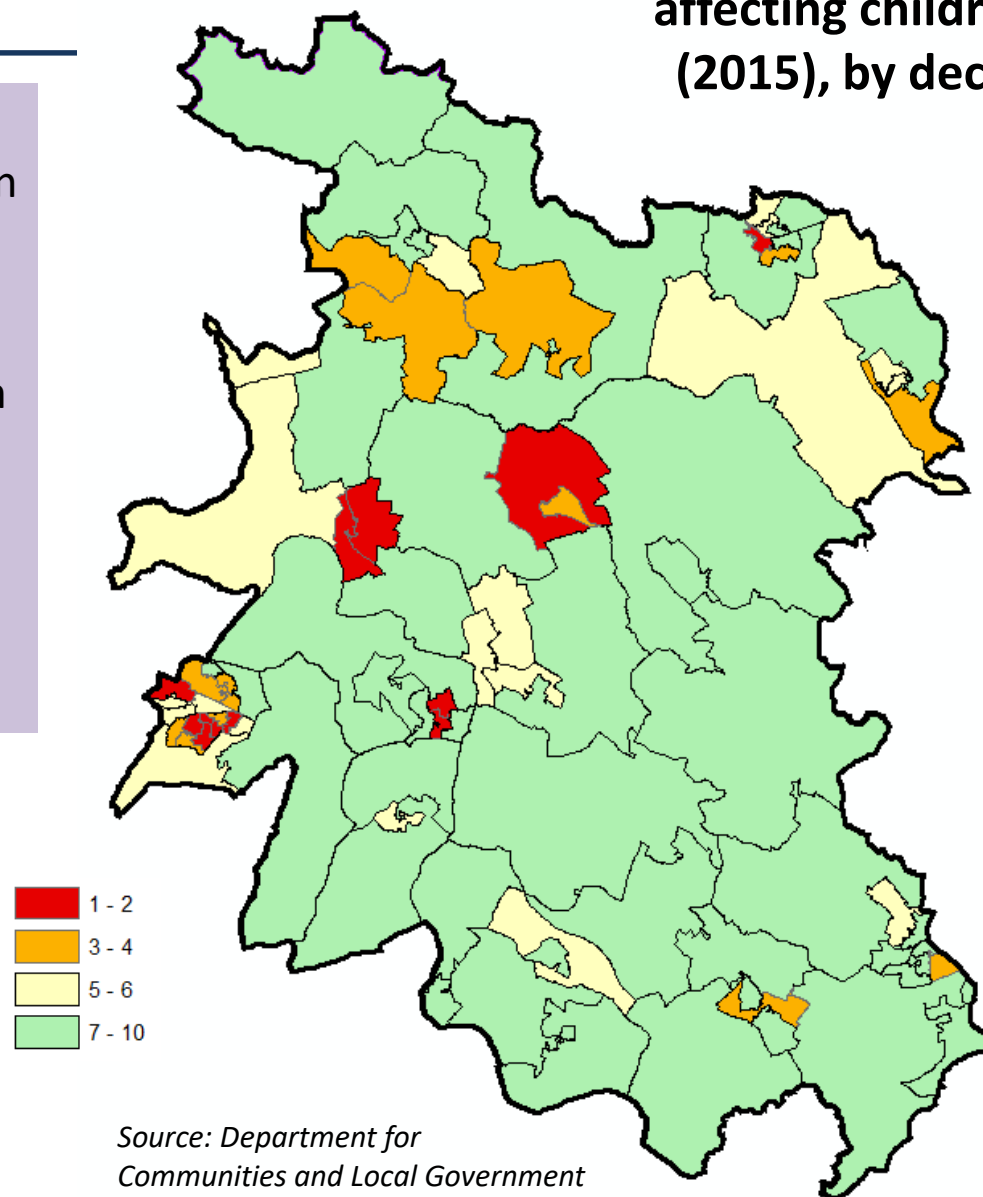 affecting childr
(2015), by dec
n
n
1 - 2
3 - 4
5 - 6
7 - 10
Source: Department for
Communities and Local Government